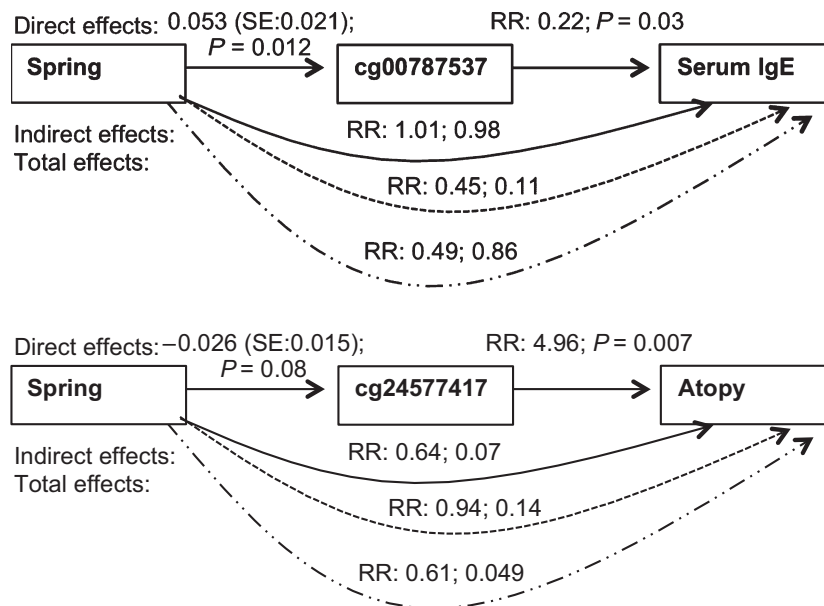 Direct effects: 0.053 (SE:0.021);
P = 0.012
RR: 0.22; P = 0.03
Spring
cg00787537
Serum IgE
Indirect effects:
Total effects:
RR: 1.01; 0.98
RR: 0.45; 0.11
RR: 0.49; 0.86
Direct effects: −0.026 (SE:0.015);
P = 0.08
RR: 4.96; P = 0.007
Spring
cg24577417
Atopy
Indirect effects:
Total effects:
RR: 0.64; 0.07
RR: 0.94; 0.14
RR: 0.61; 0.049